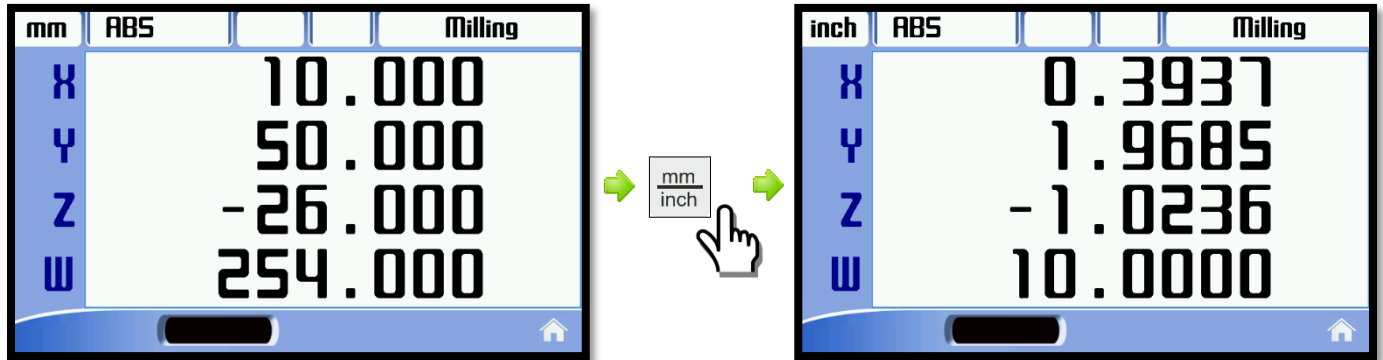 mm ABS Milling
X 10.000
Y 50.000
Z -26.000
W 254.000
mm
inch
inch ABS Milling
X 0.3937
Y 1.9685
Z -1.0236
W 10.0000